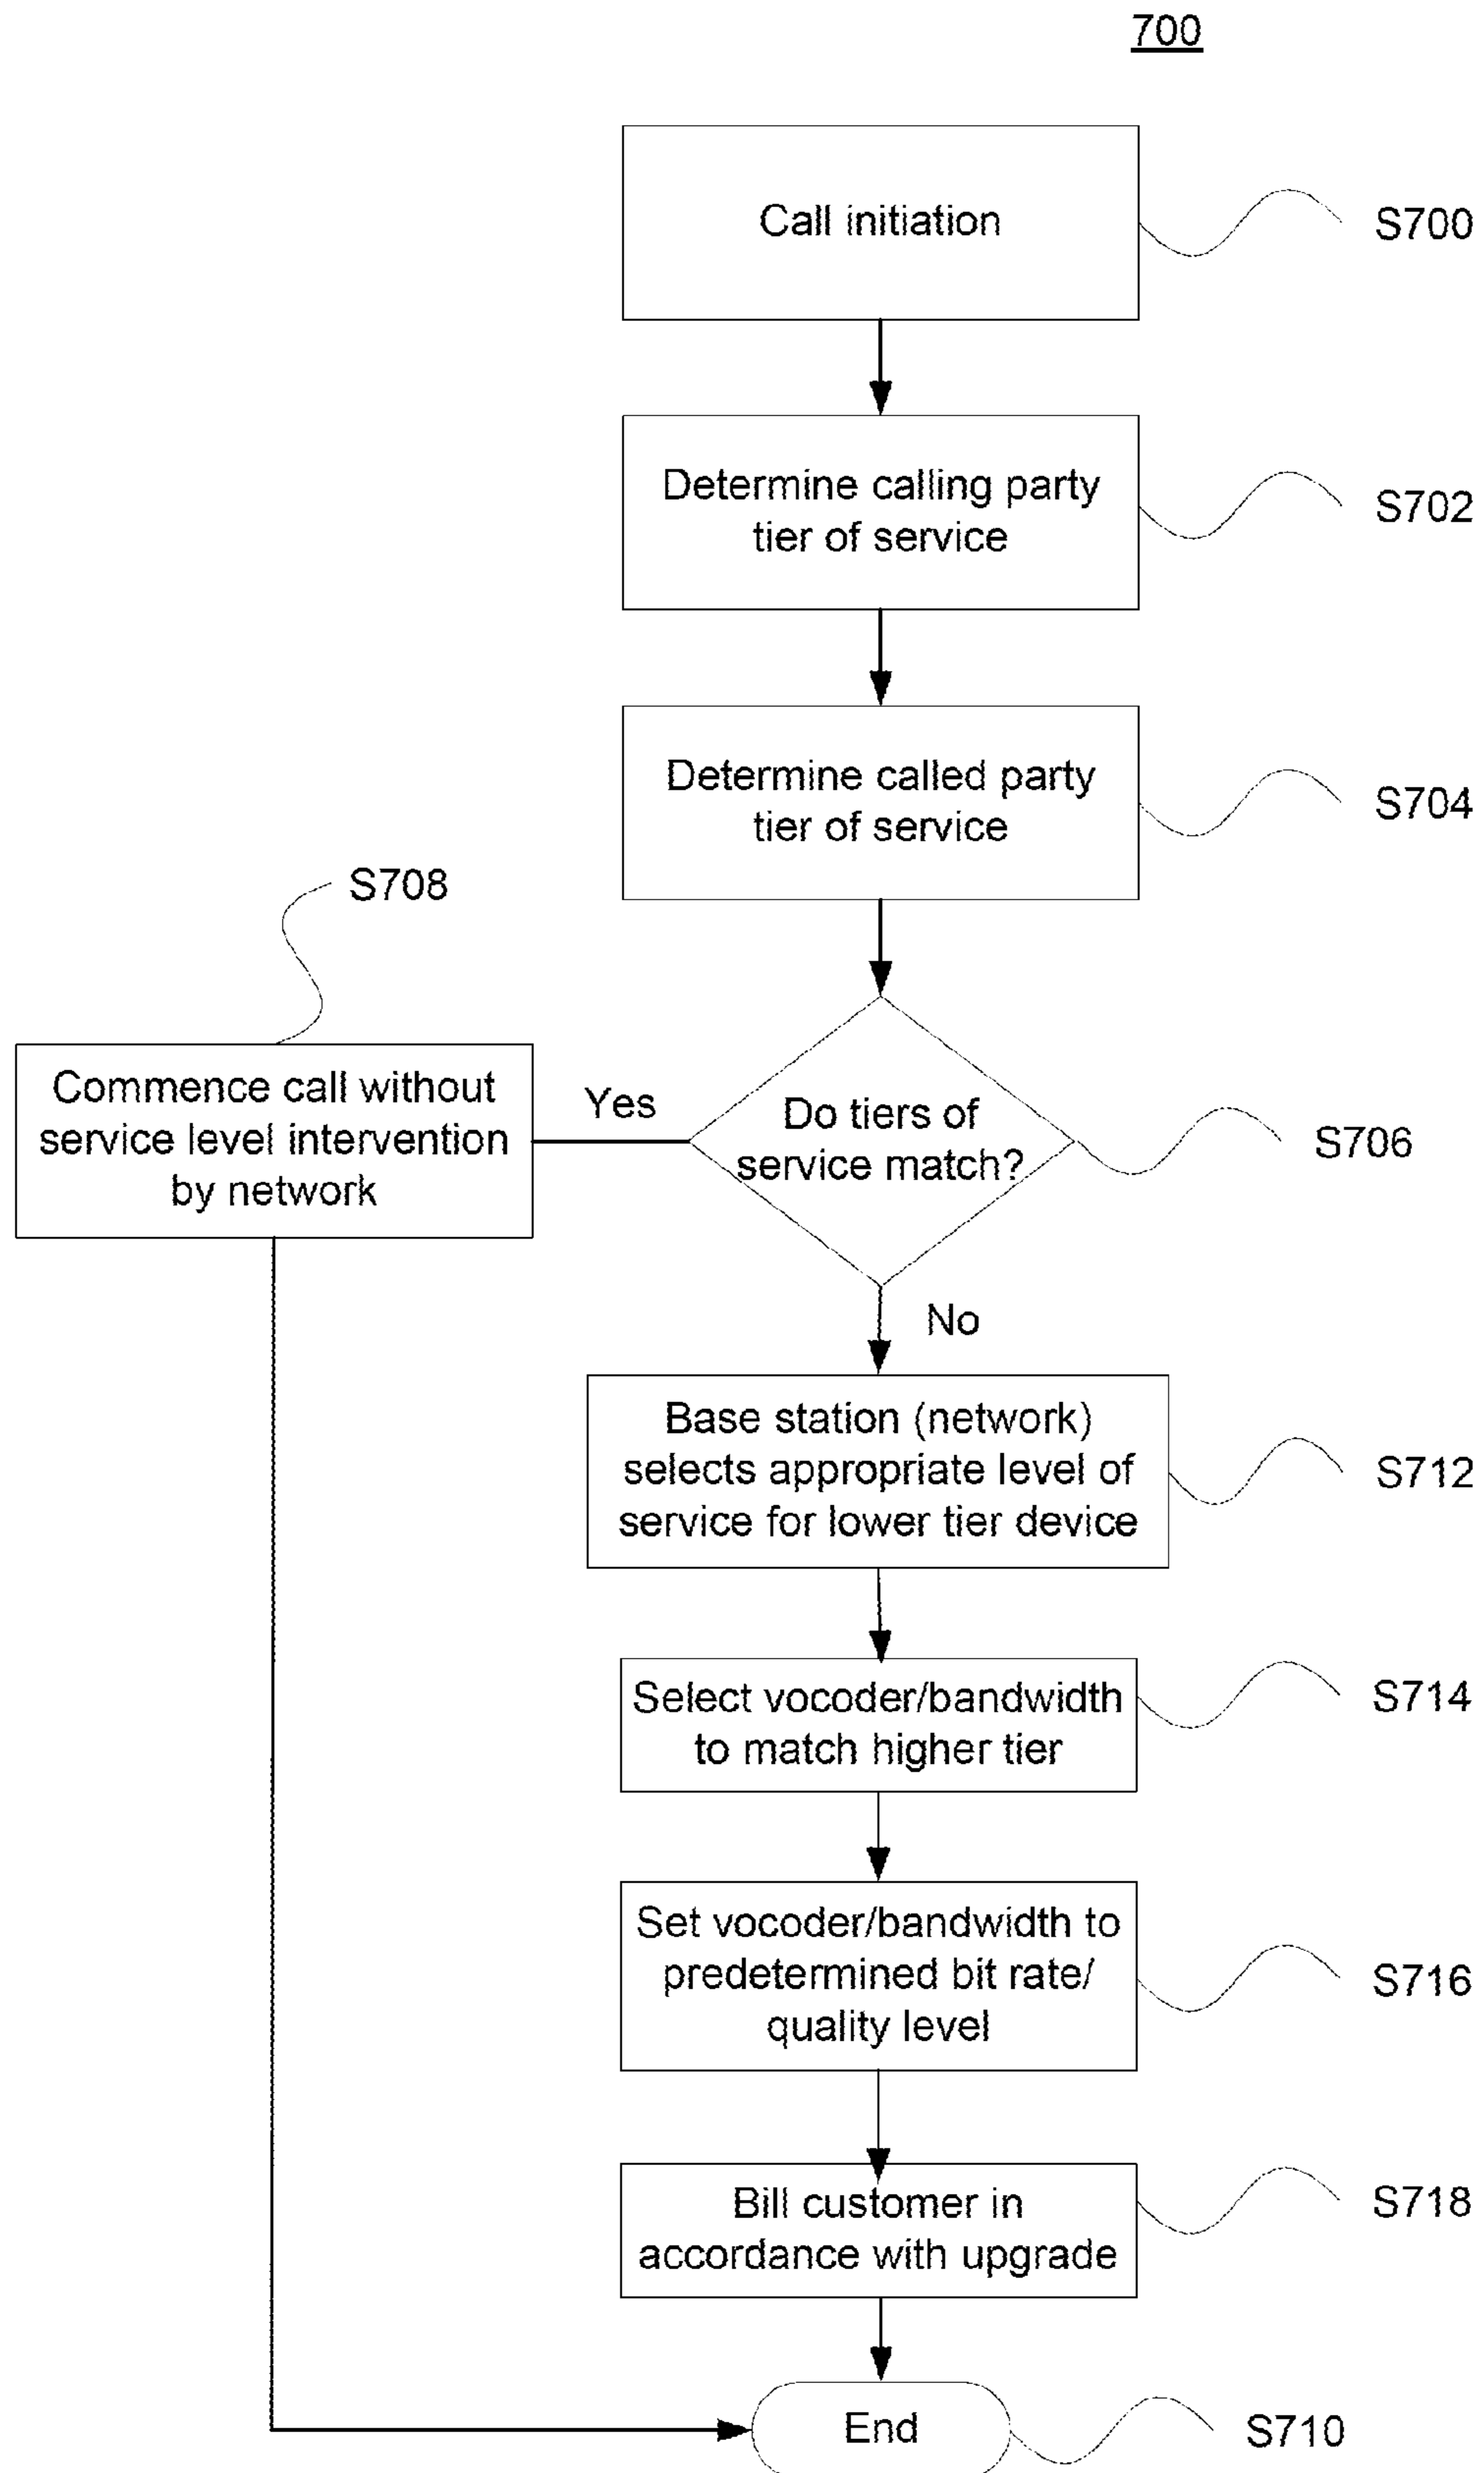 700
Call initiation
S700
Determine calling party
tier of service
S702
Determine called party
tier of service
S704
S708
Commence call without
service level intervention
by network
Yes
Do tiers of
service match?
S706
No
Base station (network)
selects appropriate level of
service for lower tier device
S712
Select vocoder/bandwidth
to match higher tier
S714
Set vocoder/bandwidth to
predetermined bit rate/
quality level
S716
Bill customer in
accordance with upgrade
S718
End
S710